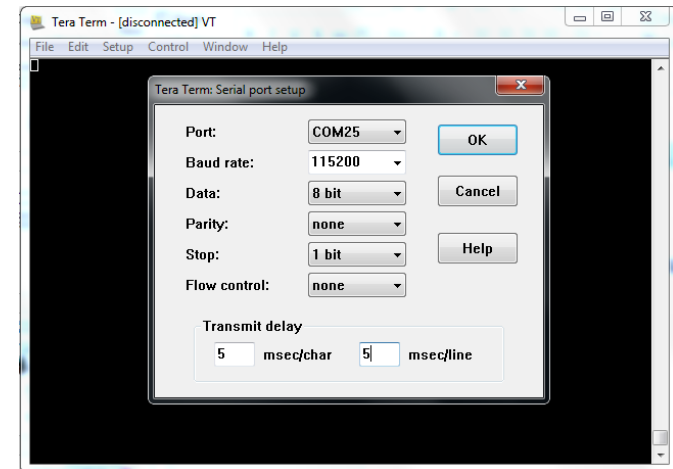 Tera Term - [disconnected] VT
File Edit Setup Control Window Help
Tera Term: Serial port setup
Port: COM25
OK
Baud rate: 115200
Data: 8 bit
Cancel
Parity: none
Stop: 1 bit
Help
Flow control: none
Transmit delay
5 msec/char 5 msec/line